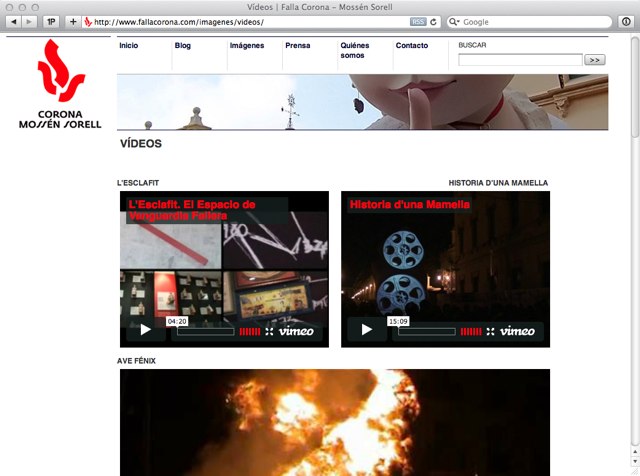 Vídeos | Falla Corona – Mossén Sorell
1P
http://www.fallacorona.com/imagenes/videos/
RSS
Google
CORONA
MOSSÉN SORELL
Inicio
Blog
Imágenes
Prensa
Quiénes
somos
Contacto
BUSCAR
>>
VÍDEOS
L'ESCLAFIT
HISTORIA D'UNA MAMELLA
L'Esclafit. El Espacio de
Vanguardia Fallera
Historia d'una Mamella
04:20
vimeo
15:09
vimeo
AVE FÉNIX